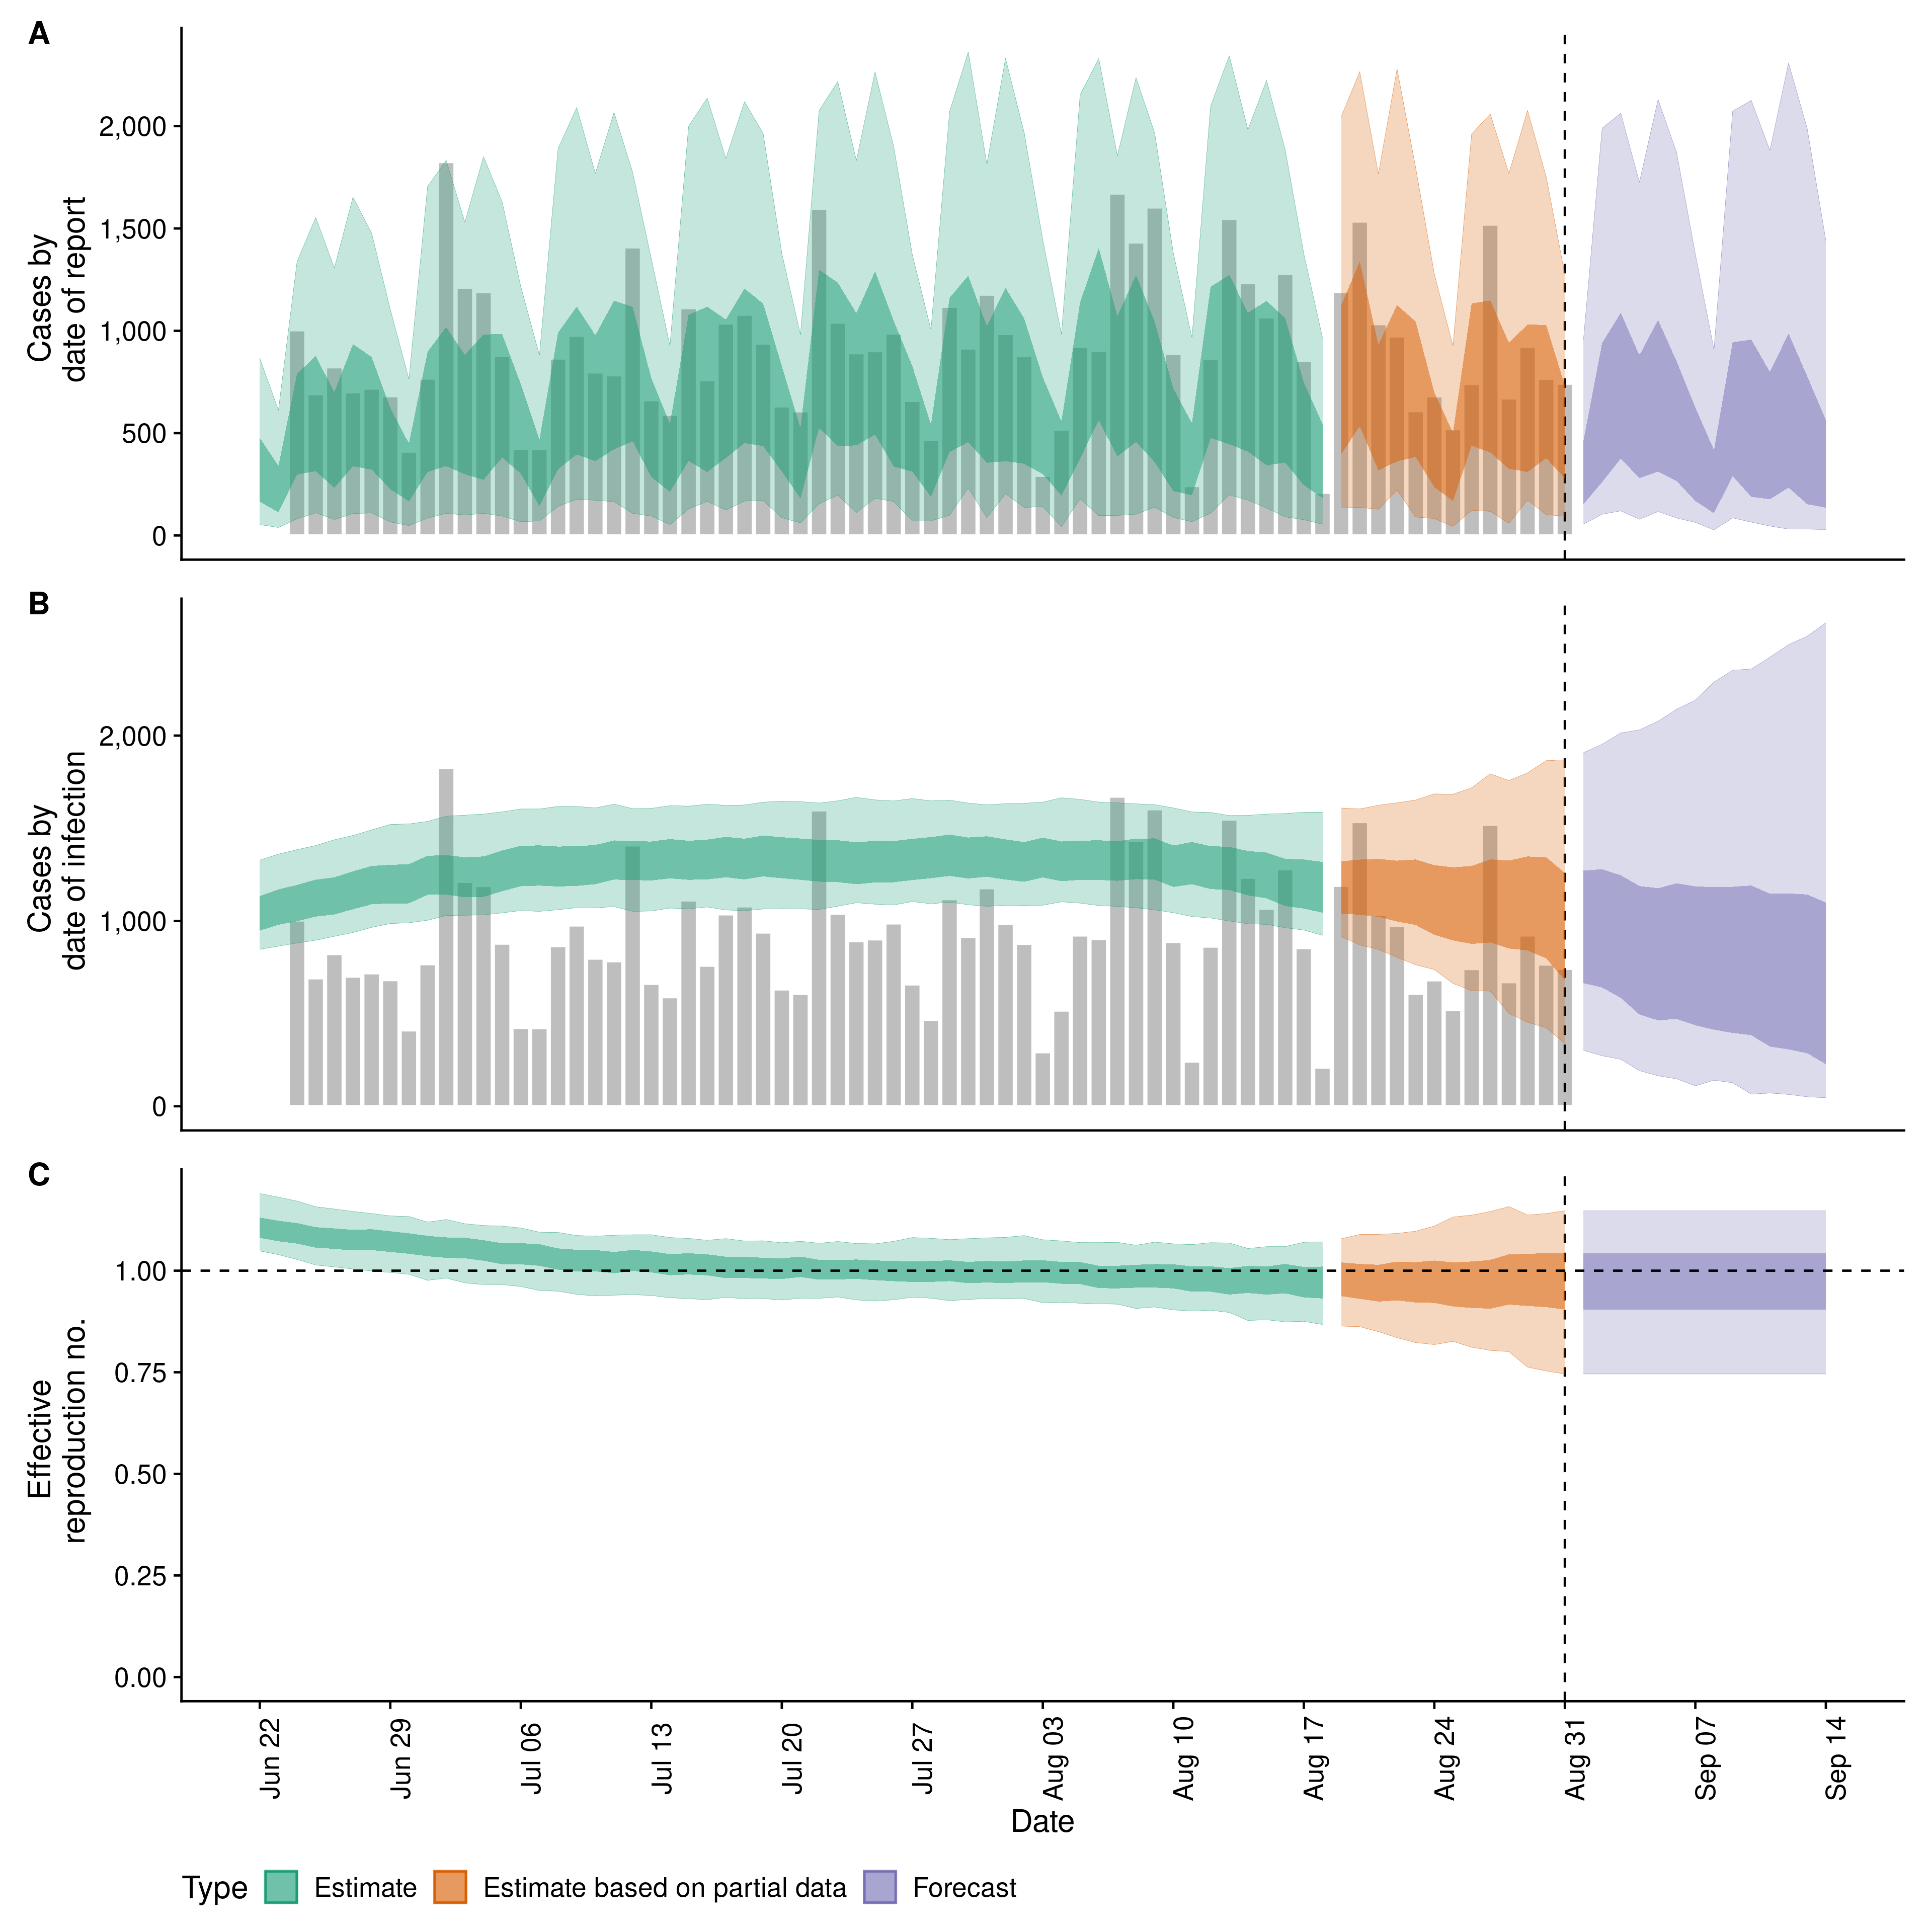 A
Cases by
date of report
2,000
1,500
1,000
500
0
B
Cases by
date of infection
2,000
1,000
0
C
Effective
reproduction no.
1.00
0.75
0.50
0.25
0.00
Jun 22
Jun 29
Jul 06
Jul 13
Jul 20
Jul 27
Aug 03
Aug 10
Aug 17
Aug 24
Aug 31
Sep 07
Sep 14
Date
Type Estimate Estimate based on partial data Forecast